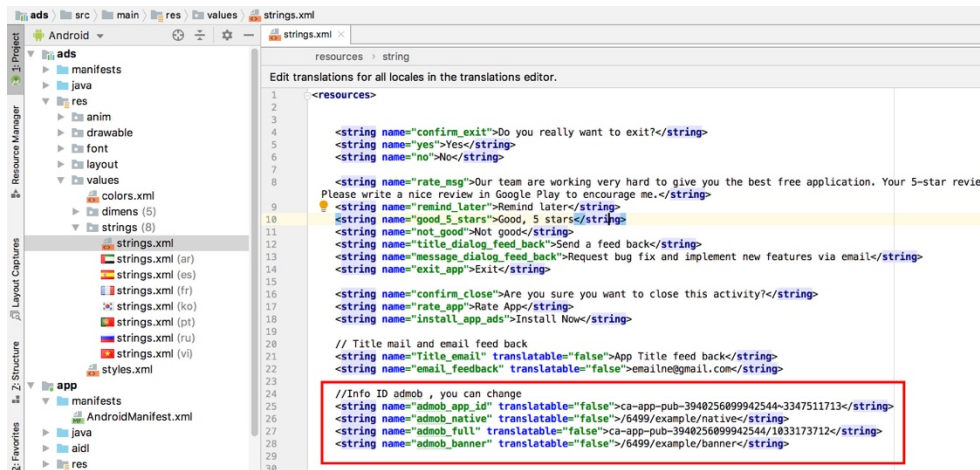 ads src main res values strings.xml
Android
strings.xml
1: Project
Resource Manager
Layout Captures
Z: Structure
2: Favorites
ads
manifests
java
res
anim
drawable
font
layout
values
colors.xml
dimens (5)
strings (8)
strings.xml
strings.xml (ar)
strings.xml (es)
strings.xml (fr)
strings.xml (ko)
strings.xml (pt)
strings.xml (ru)
strings.xml (vi)
styles.xml
app
manifests
AndroidManifest.xml
java
aidl
res
resources › string
Edit translations for all locales in the translations editor.
1 <resources>
2
3
4 <string name="confirm_exit">Do you really want to exit?</string>
5 <string name="yes">Yes</string>
6 <string name="no">No</string>
7
8 <string name="rate_msg">Our team are working very hard to give you the best free application. Your 5-star revie
Please write a nice review in Google Play to encourage me.</string>
9 <string name="remind_later">Remind later</string>
10 <string name="good_5_stars">Good, 5 stars</string>
11 <string name="not_good">Not good</string>
12 <string name="title_dialog_feed_back">Send a feed back</string>
13 <string name="message_dialog_feed_back">Request bug fix and implement new features via email</string>
14 <string name="exit_app">Exit</string>
15
16 <string name="confirm_close">Are you sure you want to close this activity?</string>
17 <string name="rate_app">Rate App</string>
18 <string name="install_app_ads">Install Now</string>
19
20 // Title mail and email feed back
21 <string name="Title_email" translatable="false">App Title feed back</string>
22 <string name="email_feedback" translatable="false">emailne@gmail.com</string>
23
24 //Info ID admob , you can change
25 <string name="admob_app_id" translatable="false">ca-app-pub-3940256099942544~3347511713</string>
26 <string name="admob_native" translatable="false">/6499/example/native</string>
27 <string name="admob_full" translatable="false">ca-app-pub-3940256099942544/1033173712</string>
28 <string name="admob_banner" translatable="false">/6499/example/banner</string>
29
30